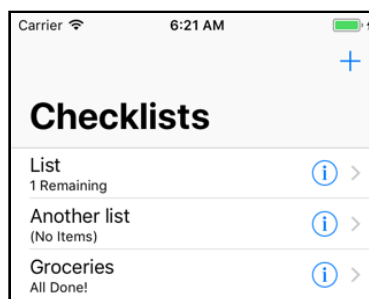 Carrier 6:21 AM
+
Checklists
List
1 Remaining
Another list
(No Items)
Groceries
All Done!